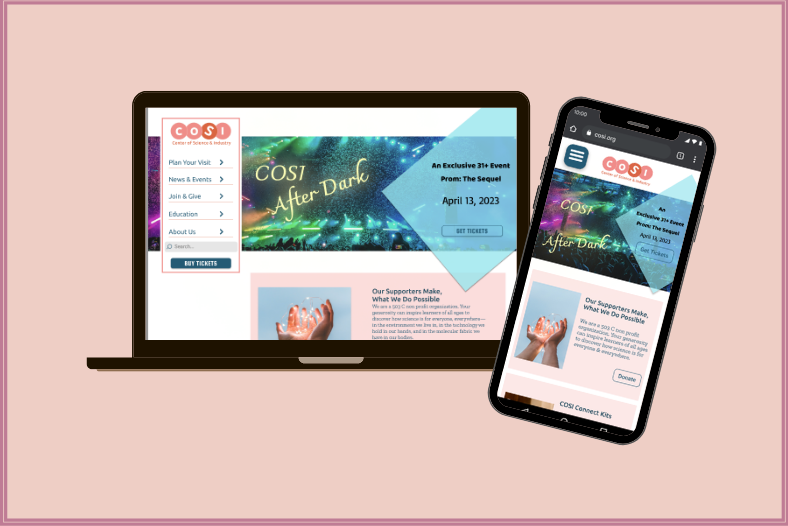 COSI
Center of Science & Industry
Plan Your Visit
News & Events
Join & Give
Education
About Us
Search...
BUY TICKETS
COSI
After Dark
An Exclusive 31+ Event
Prom: The Sequel
April 13, 2023
GET TICKETS
Our Supporters Make,
What We Do Possible
We are a 503 C non profit organization. Your
generosity can inspire learners of all ages to
discover how science is for everyone, everywhere—
in the environment we live in, in the technology we
hold in our hands, and in the molecular fabric we
have in our bodies.
10:00
cosi.org
COSI
Center of Science & Industry
COSI
After Dark
An
Exclusive 31+ Event
Prom: The Sequel
April 13, 2023
Get Tickets
Our Supporters Make,
What We Do Possible
We are a 503 C non profit
organization. Your generosity
can inspire learners of all ages
to discover how science is for
everyone & everywhere.
Donate
COSI Connect Kits